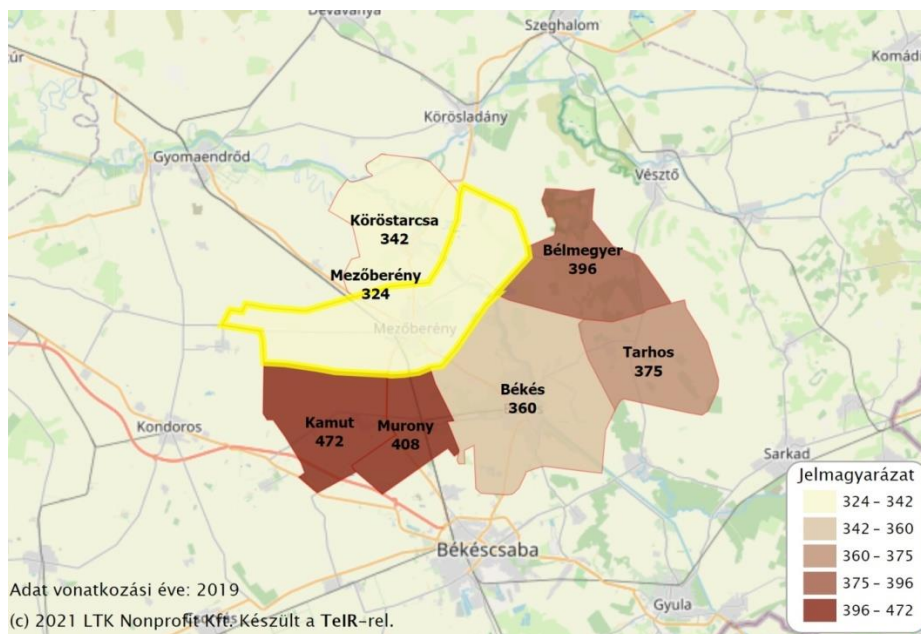 Dévaványa
Szeghalom
Komádi
túr
Körösladány
Gyomaendrőd
Vésztő
Köröstarcsa
342
Bélmegyer
396
Mezőberény
324
Mezőberény
Tarhos
375
Békés
360
Kamut
472
Murony
408
Kondoros
Sarkad
Békéscsaba
Gyula
Jelmagyarázat
324 – 342
342 – 360
360 – 375
375 – 396
396 – 472
Adat vonatkozási éve: 2019
(c) 2021 LTK Nonprofit Kft. Készült a TeIR-rel.